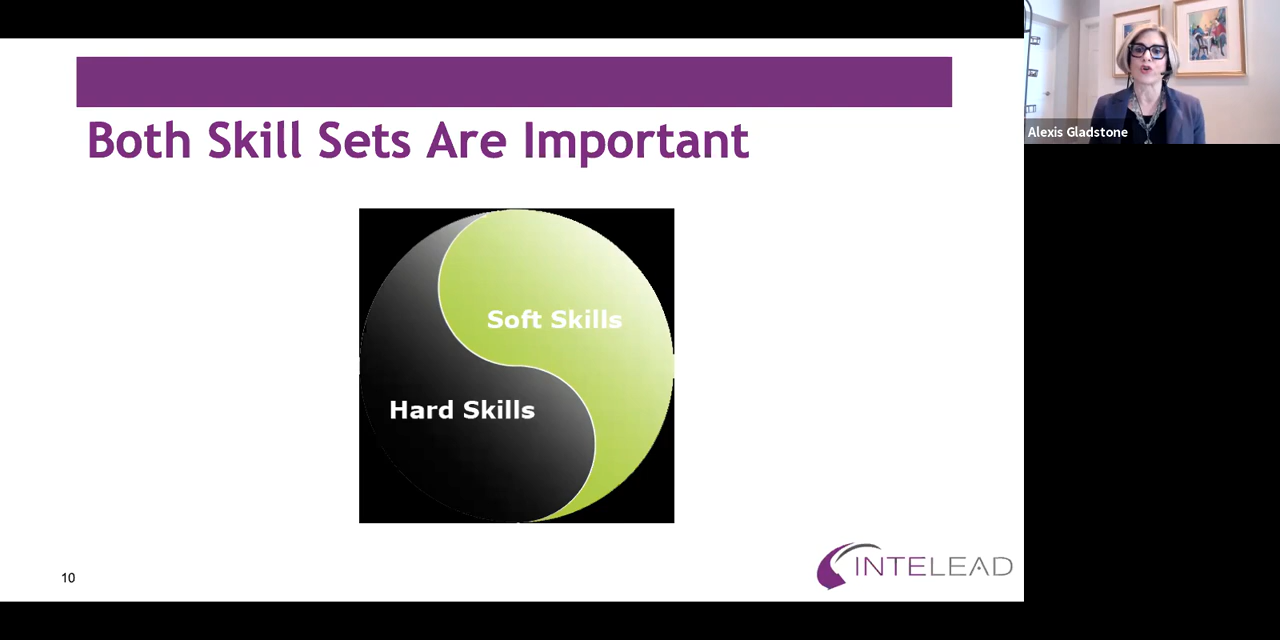 Both Skill Sets Are Important
Alexis Gladstone
Soft Skills
Hard Skills
10
INTELEAD